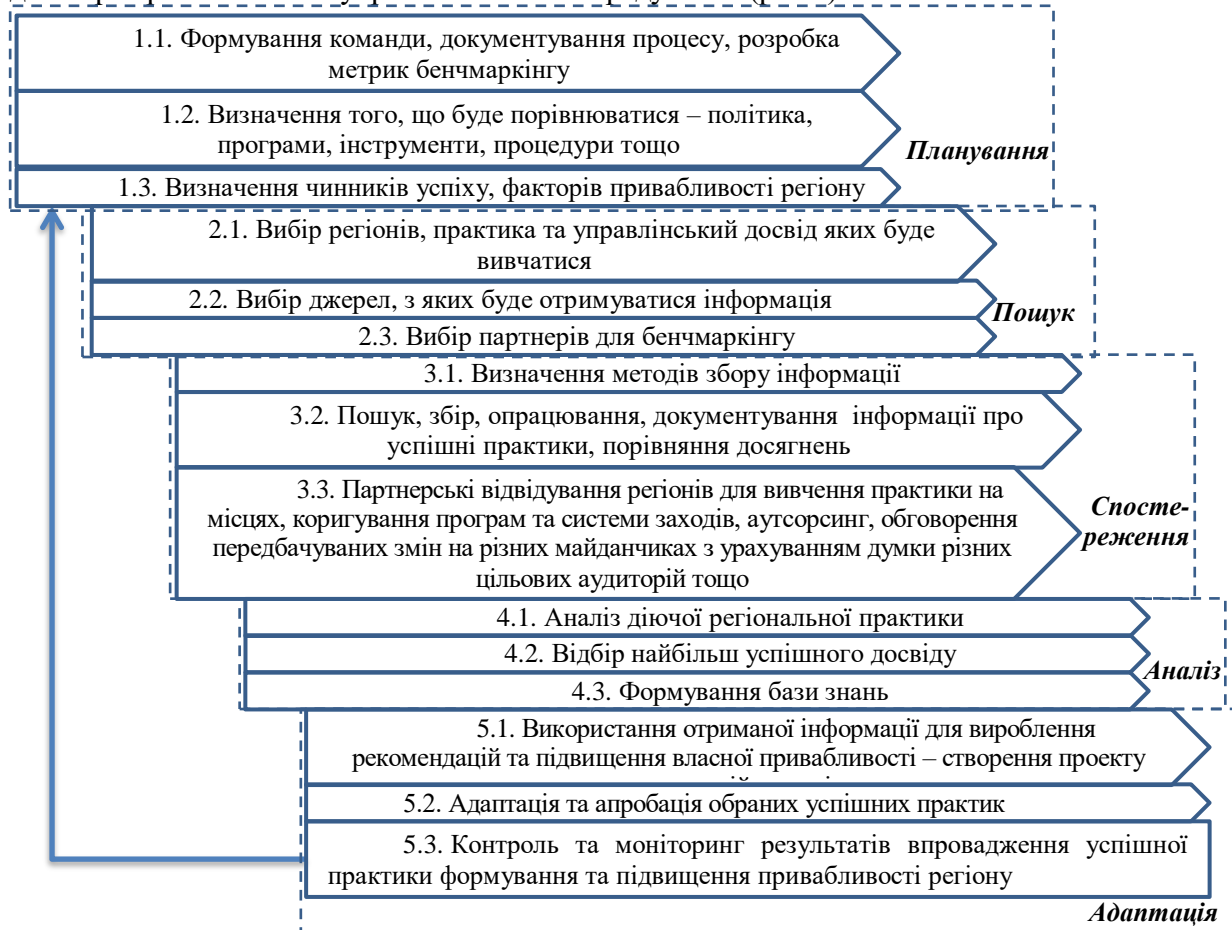 1.1. Формування команди, документування процесу, розробка
метрик бенчмаркінгу
1.2. Визначення того, що буде порівнюватися – політика,
програми, інструменти, процедури тощо
Планування
1.3. Визначення чинників успіху, факторів привабливості регіону
2.1. Вибір регіонів, практика та управлінський досвід яких буде
вивчатися
2.2. Вибір джерел, з яких буде отримуватися інформація
Пошук
2.3. Вибір партнерів для бенчмаркінгу
3.1. Визначення методів збору інформації
3.2. Пошук, збір, опрацювання, документування інформації про
успішні практики, порівняння досягнень
3.3. Партнерські відвідування регіонів для вивчення практики на
місцях, коригування програм та системи заходів, аутсорсинг, обговорення
передбачуваних змін на різних майданчиках з урахуванням думки різних
цільових аудиторій тощо
Спосте-
реження
4.1. Аналіз діючої регіональної практики
4.2. Відбір найбільш успішного досвіду
Аналіз
4.3. Формування бази знань
5.1. Використання отриманої інформації для вироблення
рекомендацій та підвищення власної привабливості – створення проекту
5.2. Адаптація та апробація обраних успішних практик
5.3. Контроль та моніторинг результатів впровадження успішної
практики формування та підвищення привабливості регіону
Адаптація